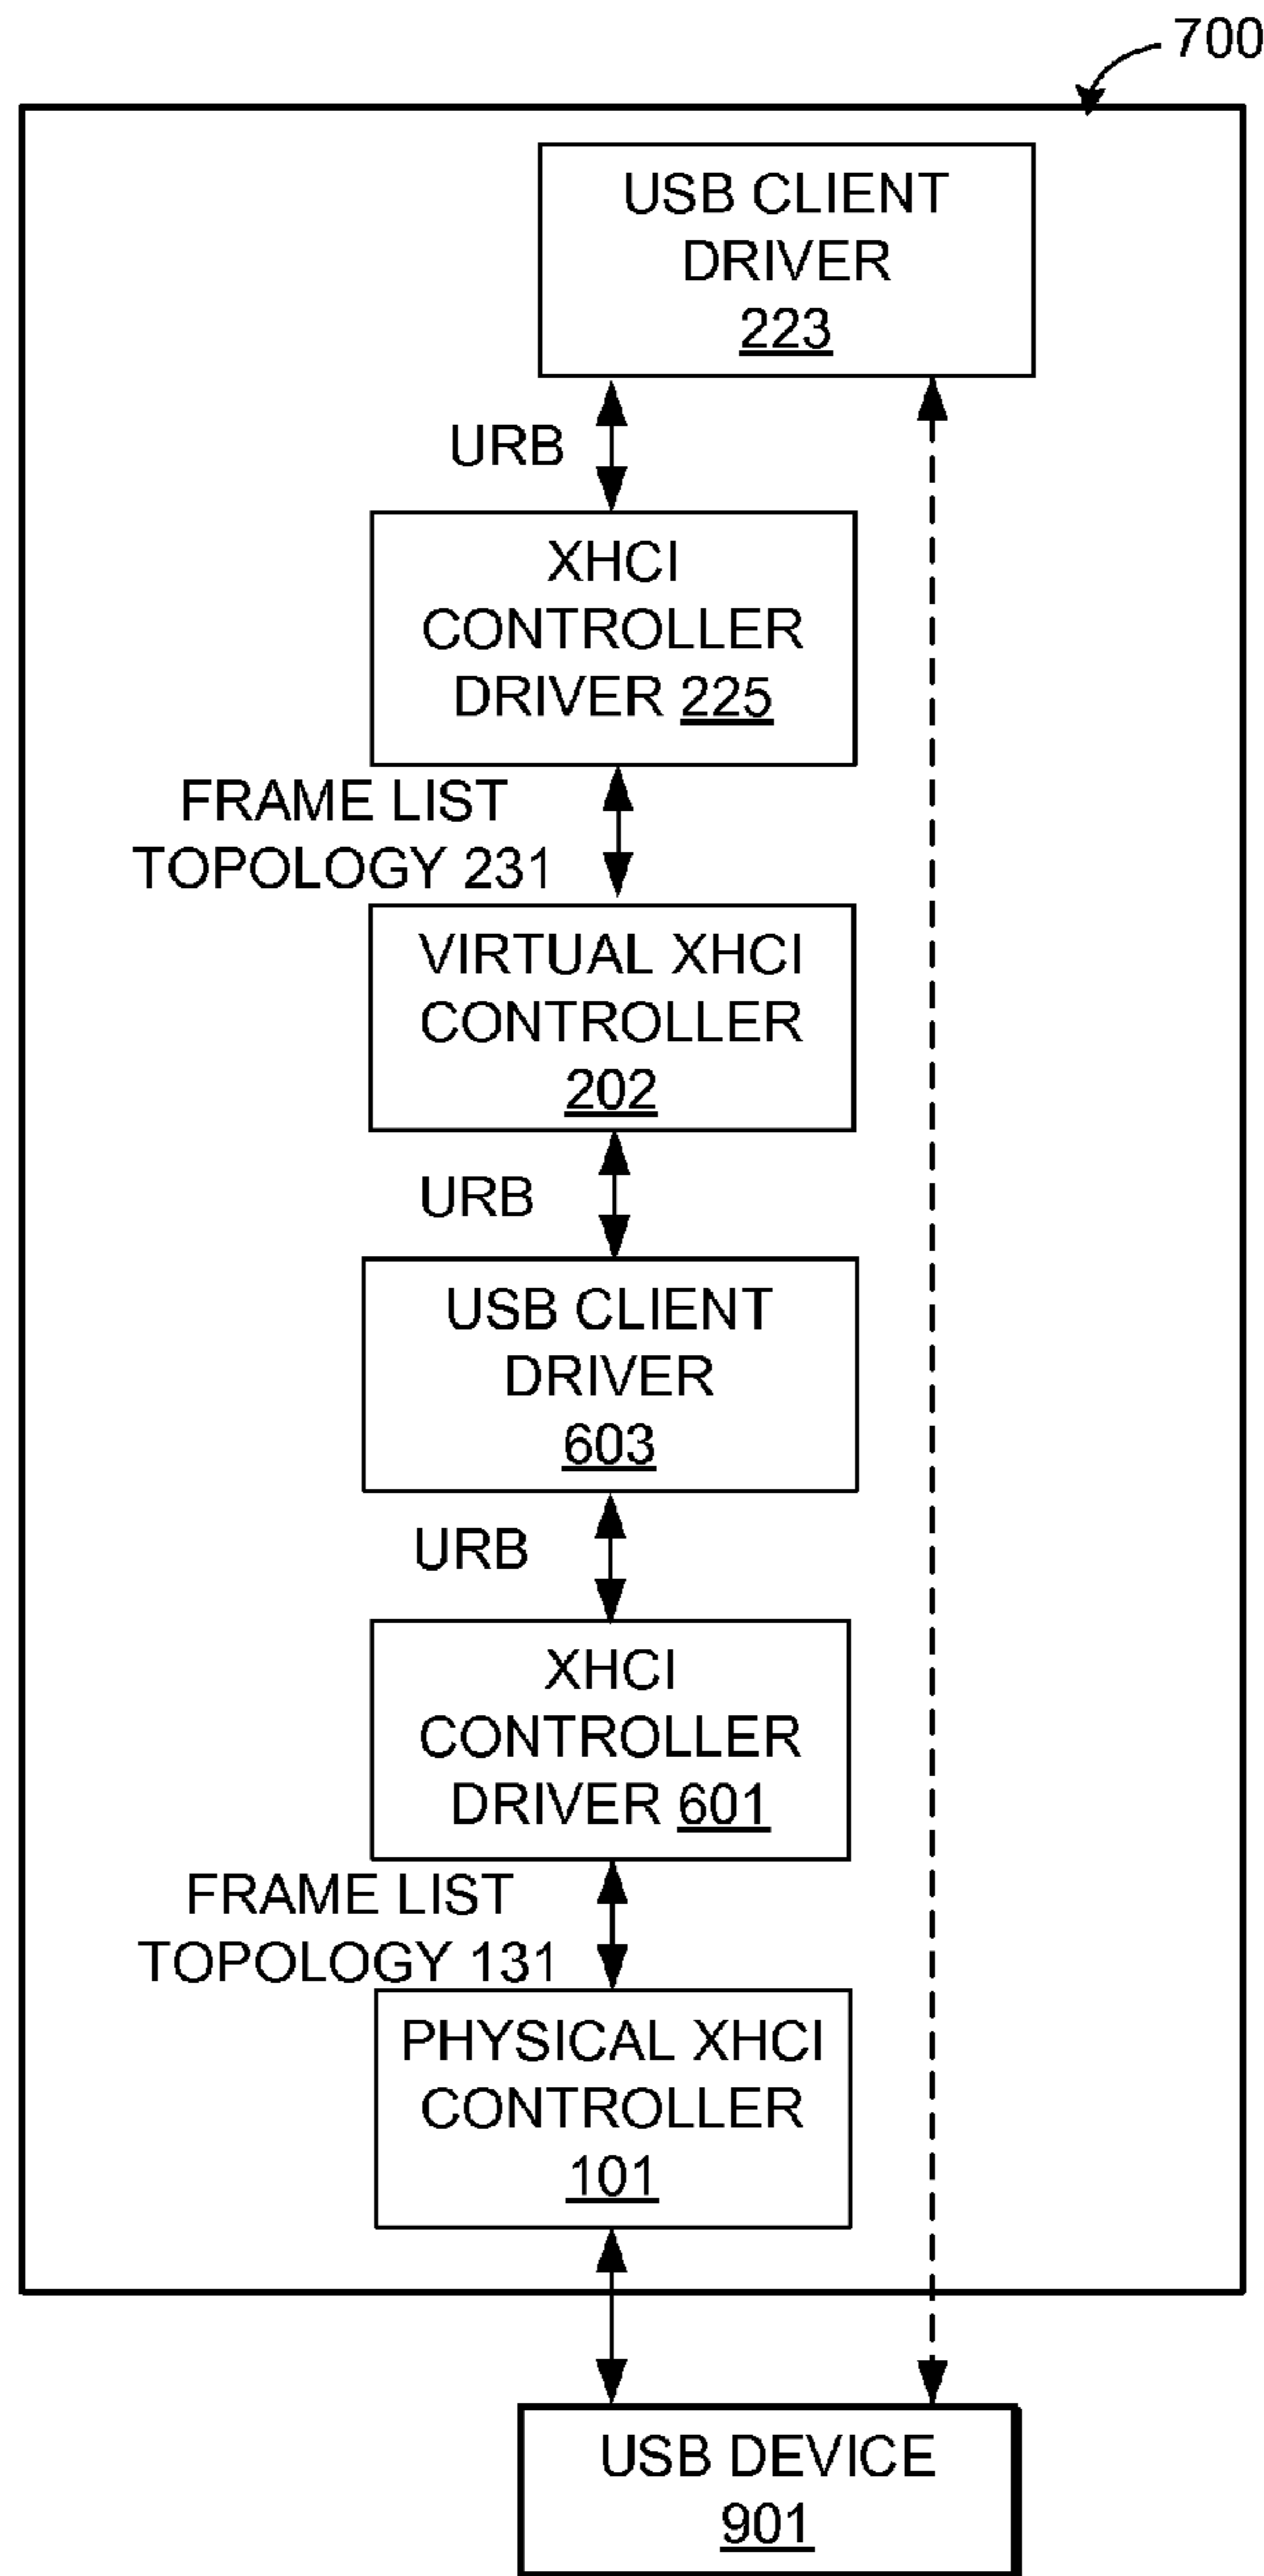 700
USB CLIENT
DRIVER
223
URB
XHCI
CONTROLLER
DRIVER 225
FRAME LIST
TOPOLOGY 231
VIRTUAL XHCI
CONTROLLER
202
URB
USB CLIENT
DRIVER
603
URB
XHCI
CONTROLLER
DRIVER 601
FRAME LIST
TOPOLOGY 131
PHYSICAL XHCI
CONTROLLER
101
USB DEVICE
901